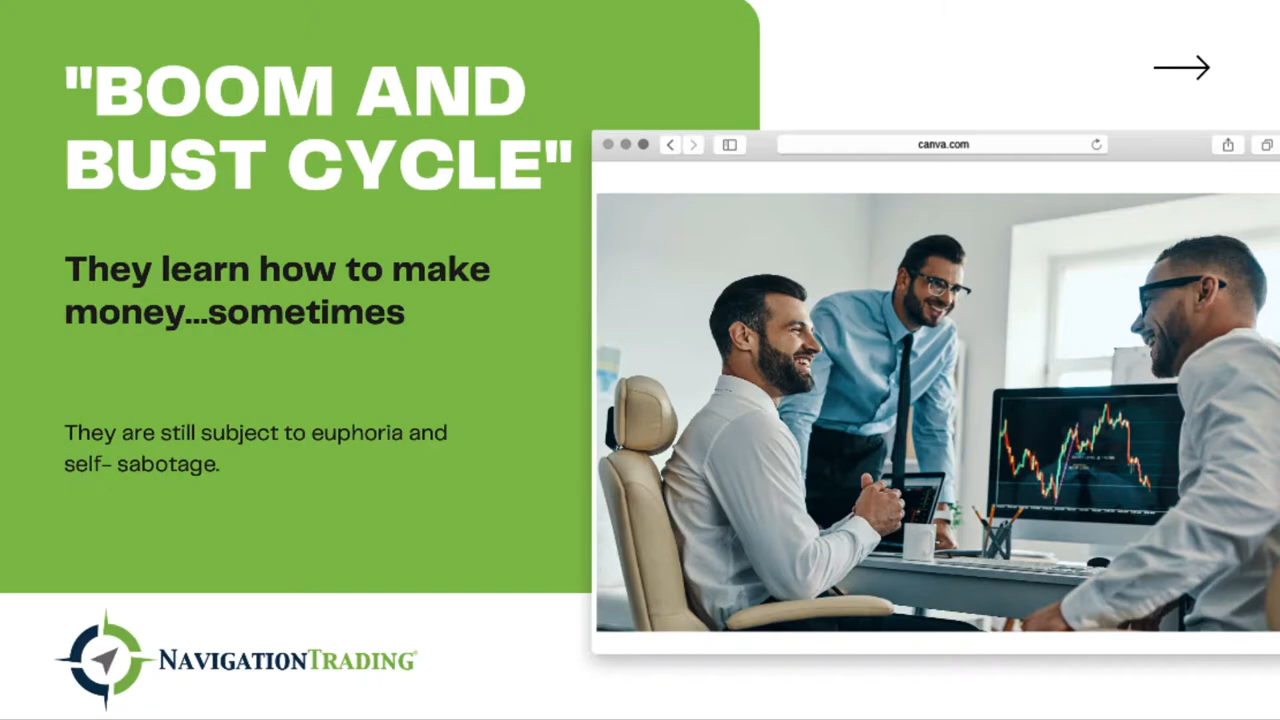 "BOOM AND
BUST CYCLE"
canva.com
They learn how to make
money...sometimes
They are still subject to euphoria and
self- sabotage.
NAVIGATIONTRADING®